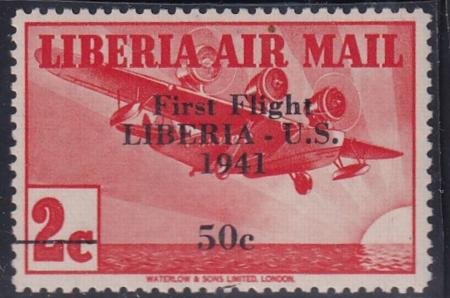 LIBERIA AIR MAIL
First Flight
LIBERIA - U.S.
1941
2c
50c
WATERLOW & SONS LIMITED, LONDON.